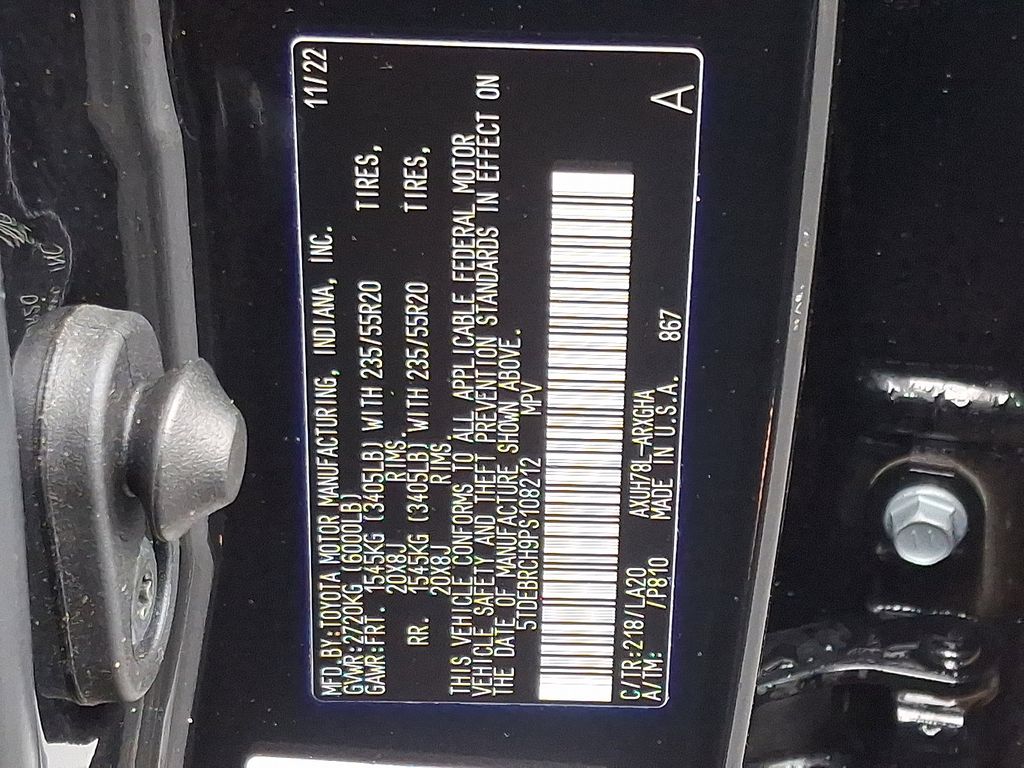 MFD.BY:TOYOTA MOTOR MANUFACTURING, INDIANA, INC. 11/22
GVWR:2720KG (6000LB)
GAWR:FRT. 1545KG (3405LB) WITH 235/55R20 TIRES,
20X8J RIMS.
RR. 1545KG (3405LB) WITH 235/55R20 TIRES,
20X8J RIMS.
THIS VEHICLE CONFORMS TO ALL APPLICABLE FEDERAL MOTOR
VEHICLE SAFETY AND THEFT PREVENTION STANDARDS IN EFFECT ON
THE DATE OF MANUFACTURE SHOWN ABOVE.
5TDEBRCH9PS108212 MPV
C/TR:218/LA20 AXUH78L-ARXGHA
A/TM: /P810 MADE IN U.S.A. 867 A